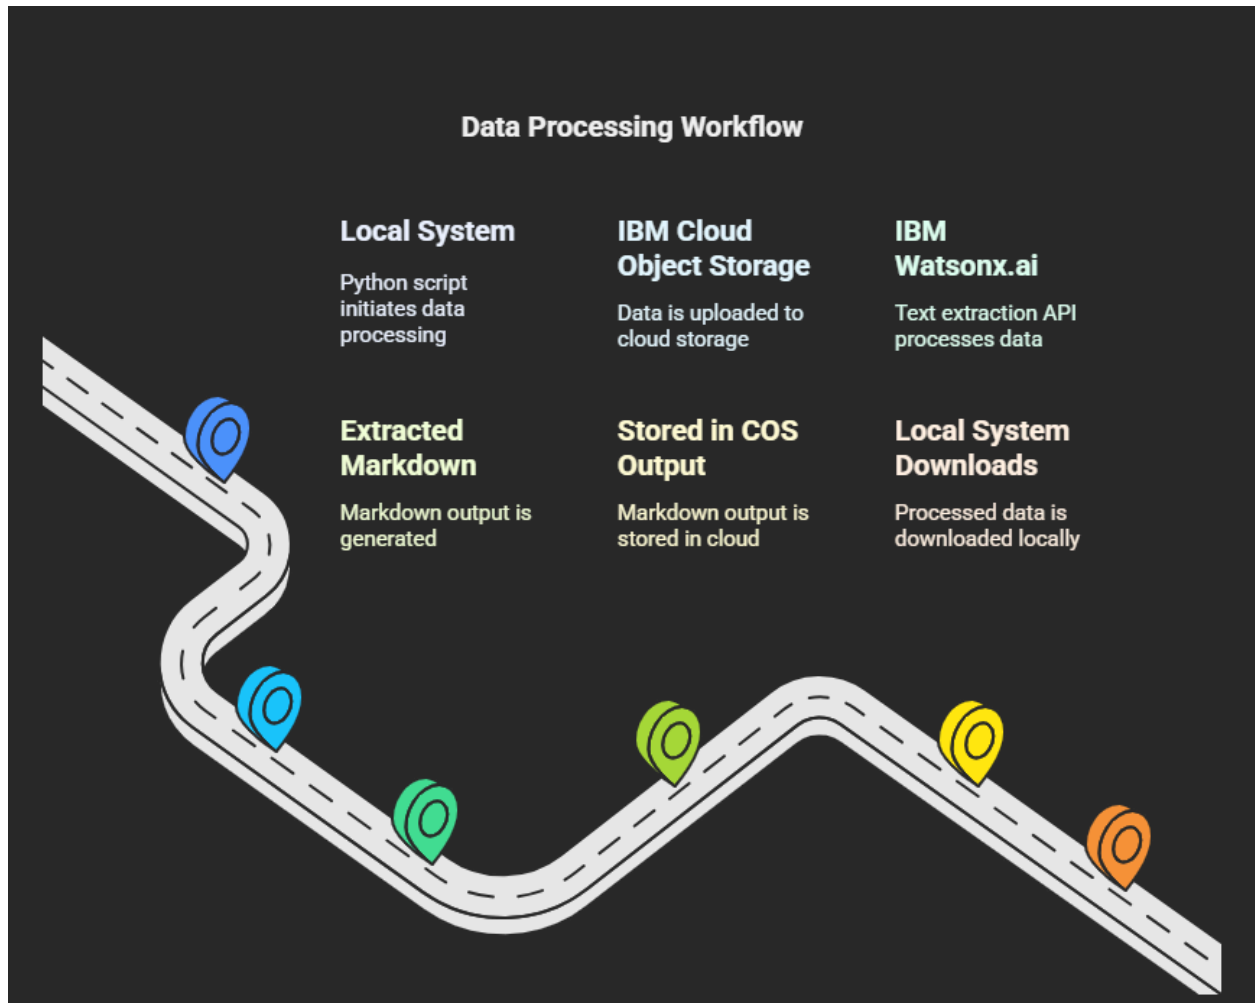 Data Processing Workflow
Local System
Python script
initiates data
processing
IBM Cloud
Object Storage
Data is uploaded to
cloud storage
IBM
Watsonx.ai
Text extraction API
processes data
Extracted
Markdown
Markdown output is
generated
Stored in COS
Output
Markdown output is
stored in cloud
Local System
Downloads
Processed data is
downloaded locally